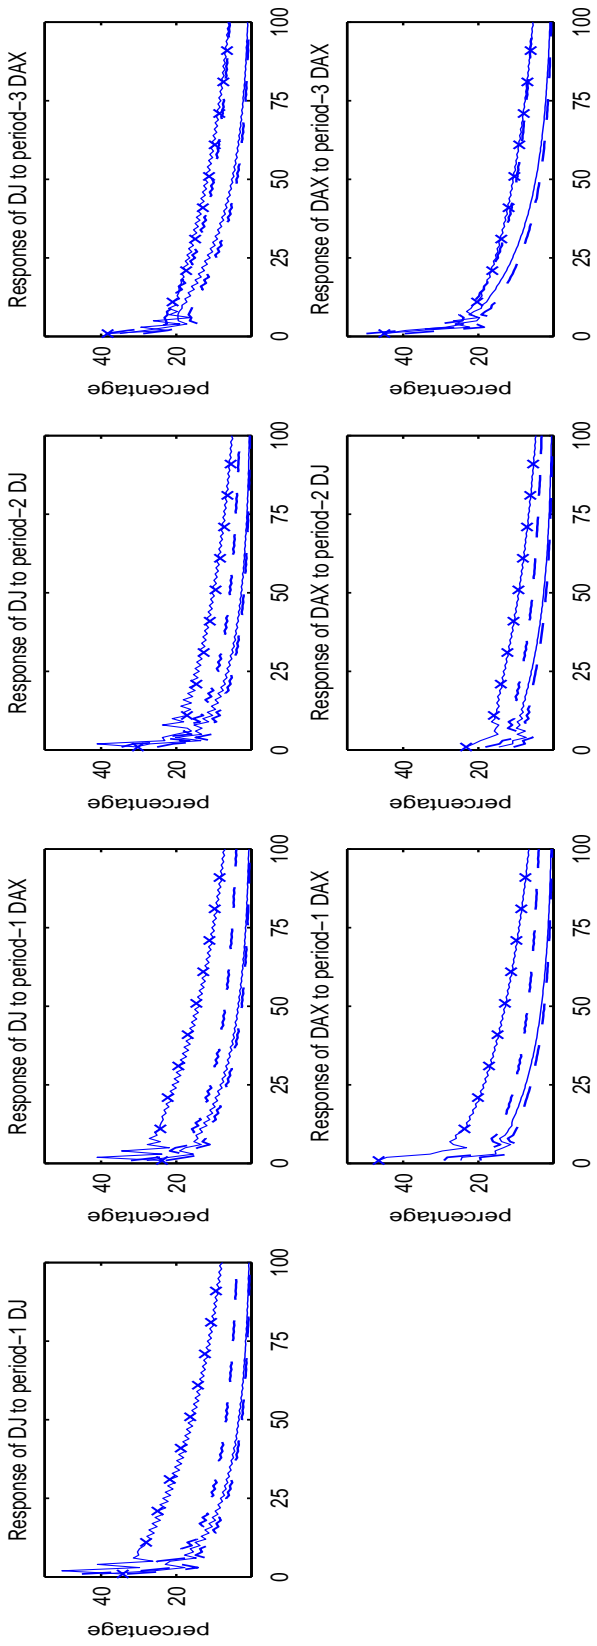 Response of DJ to period−1 DJ
percentage
40
20
0 25 50 75 100
Response of DJ to period−1 DAX
percentage
40
20
0 25 50 75 100
Response of DJ to period−2 DJ
percentage
40
20
0 25 50 75 100
Response of DJ to period−3 DAX
percentage
40
20
0 25 50 75 100
Response of DAX to period−1 DAX
percentage
40
20
0 25 50 75 100
Response of DAX to period−2 DJ
percentage
40
20
0 25 50 75 100
Response of DAX to period−3 DAX
percentage
40
20
0 25 50 75 100